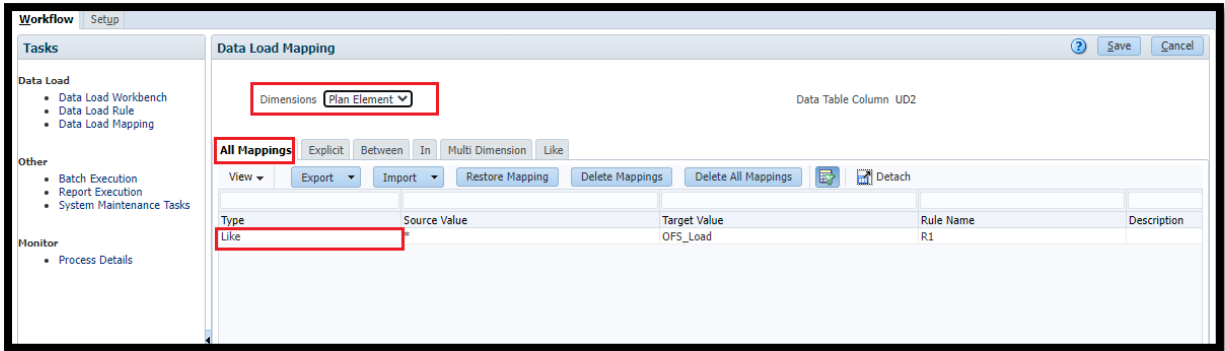 Workflow Setup
Tasks
Data Load
Data Load Workbench
Data Load Rule
Data Load Mapping
Other
Batch Execution
Report Execution
System Maintenance Tasks
Monitor
Process Details
Data Load Mapping ? Save Cancel
Dimensions Plan Element Data Table Column UD2
All Mappings Explicit Between In Multi Dimension Like
View Export Import Restore Mapping Delete Mappings Delete All Mappings Detach
Type Source Value Target Value Rule Name Description
Like * OFS_Load R1